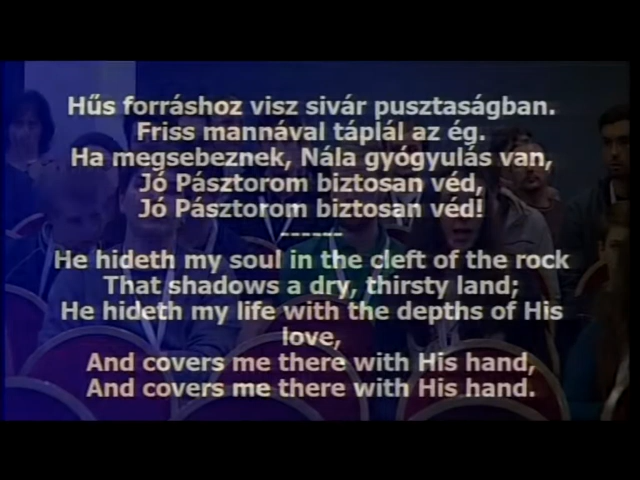 Hűs forráshoz visz sivár pusztaságban.
Friss mannával táplál az ég.
Ha megsebeznek, Nála gyógyulás van,
Jó Pásztorom biztosan véd,
Jó Pásztorom biztosan véd!
------
He hideth my soul in the cleft of the rock
That shadows a dry, thirsty land;
He hideth my life with the depths of His
love,
And covers me there with His hand,
And covers me there with His hand.